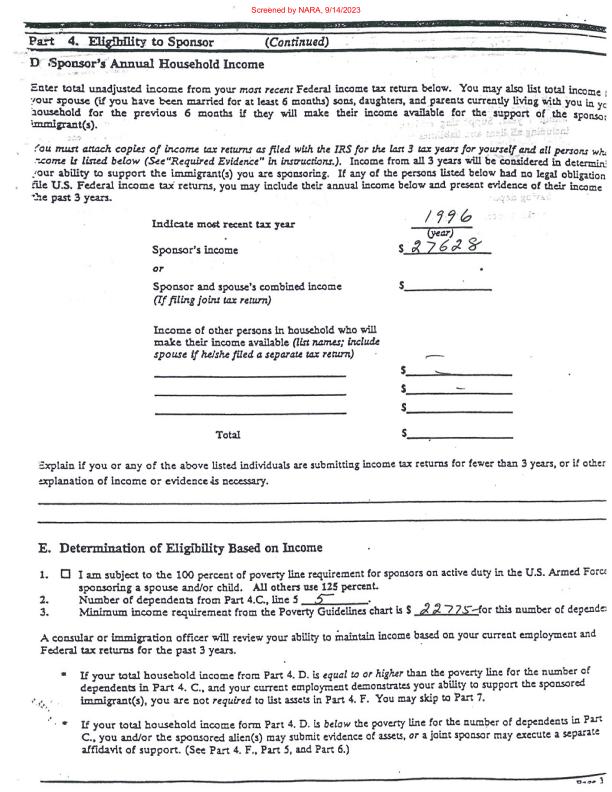 Screened by NARA, 9/14/2023
Part 4. Eligibility to Sponsor (Continued)
D Sponsor's Annual Household Income
Enter total unadjusted income from your most recent Federal income tax return below. You may also list total income
your spouse (if you have been married for at least 6 months) sons, daughters, and parents currently living with you in yo
household for the previous 6 months if they will make their income available for the support of the sponso
immigrant(s).
You must attach copies of income tax returns as filed with the IRS for the last 3 tax years for yourself and all persons wh
ncome is listed below (See "Required Evidence" in instructions.). Income from all 3 years will be considered in determin
your ability to support the immigrant(s) you are sponsoring. If any of the persons listed below had no legal obligation
file U.S. Federal income tax returns, you may include their annual income below and present evidence of their income
the past 3 years.
Indicate most recent tax year 1996
(year)
Sponsor's income $ 27628
or
Sponsor and spouse's combined income $
(If filing joint tax return)
Income of other persons in household who will
make their income available (list names; include
spouse if he/she filed a separate tax return)
$ –
$ –
$
Total $
Explain if you or any of the above listed individuals are submitting income tax returns for fewer than 3 years, or if other
explanation of income or evidence is necessary.
E. Determination of Eligibility Based on Income
1. ☐ I am subject to the 100 percent of poverty line requirement for sponsors on active duty in the U.S. Armed Force
sponsoring a spouse and/or child. All others use 125 percent.
2. Number of dependents from Part 4.C., line 5 5.
3. Minimum income requirement from the Poverty Guidelines chart is $ 22775 for this number of depende
A consular or immigration officer will review your ability to maintain income based on your current employment and
Federal tax returns for the past 3 years.
* If your total household income from Part 4. D. is equal to or higher than the poverty line for the number of
dependents in Part 4. C., and your current employment demonstrates your ability to support the sponsored
immigrant(s), you are not required to list assets in Part 4. F. You may skip to Part 7.
* If your total household income form Part 4. D. is below the poverty line for the number of dependents in Part
C., you and/or the sponsored alien(s) may submit evidence of assets, or a joint sponsor may execute a separate
affidavit of support. (See Part 4. F., Part 5, and Part 6.)